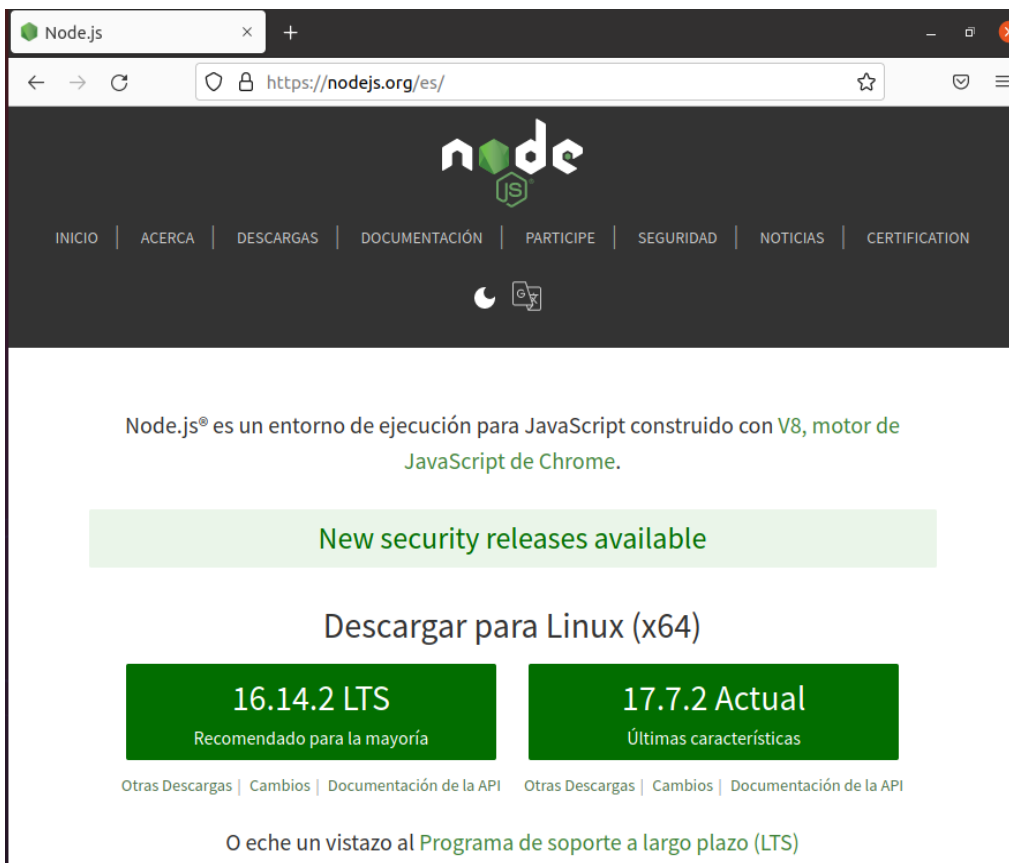 Node.js
https://nodejs.org/es/
node
JS
INICIO | ACERCA | DESCARGAS | DOCUMENTACIÓN | PARTICIPE | SEGURIDAD | NOTICIAS | CERTIFICATION
Node.js® es un entorno de ejecución para JavaScript construido con V8, motor de
JavaScript de Chrome.
New security releases available
Descargar para Linux (x64)
16.14.2 LTS
Recomendado para la mayoría
17.7.2 Actual
Últimas características
Otras Descargas | Cambios | Documentación de la API
Otras Descargas | Cambios | Documentación de la API
O eche un vistazo al Programa de soporte a largo plazo (LTS)